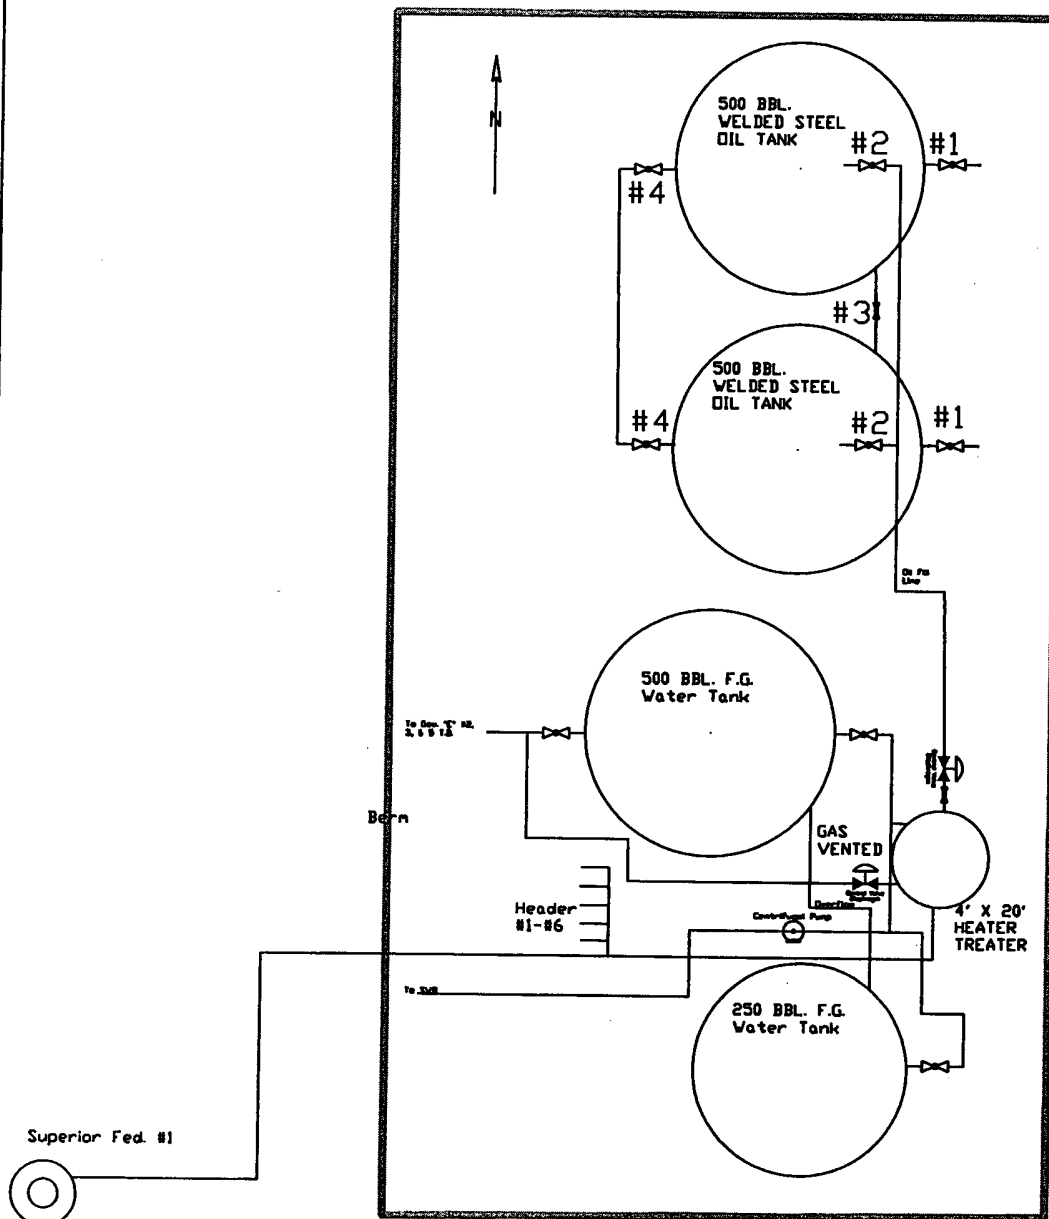 500 BBL.
WELDED STEEL
OIL TANK
#2
#1
N
#4
#3
500 BBL.
WELDED STEEL
OIL TANK
#4
#2
#1
Line
500 BBL. F.G.
Water Tank
Berm
GAS
VENTED
Overflow
Centrifugal Pump
Header
#1-#6
4' X 20'
HEATER
TREATER
250 BBL. F.G.
Water Tank
Superior Fed. #1